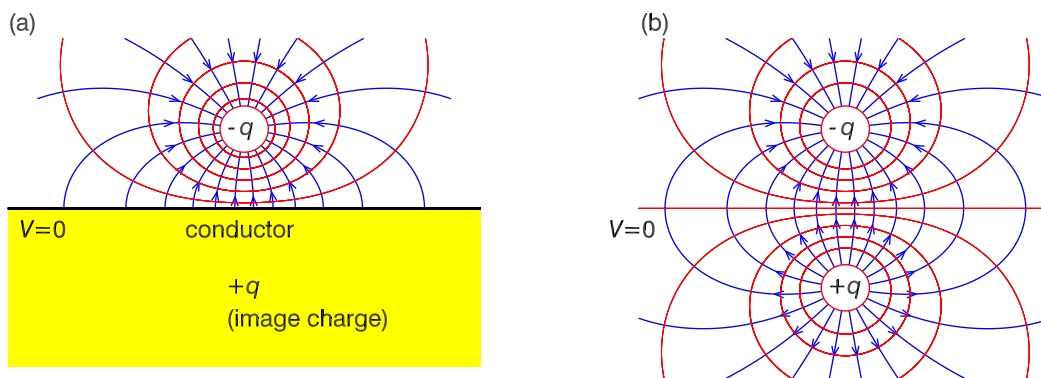 (a)
-q
V=0
conductor
+q
(image charge)
(b)
-q
V=0
+q